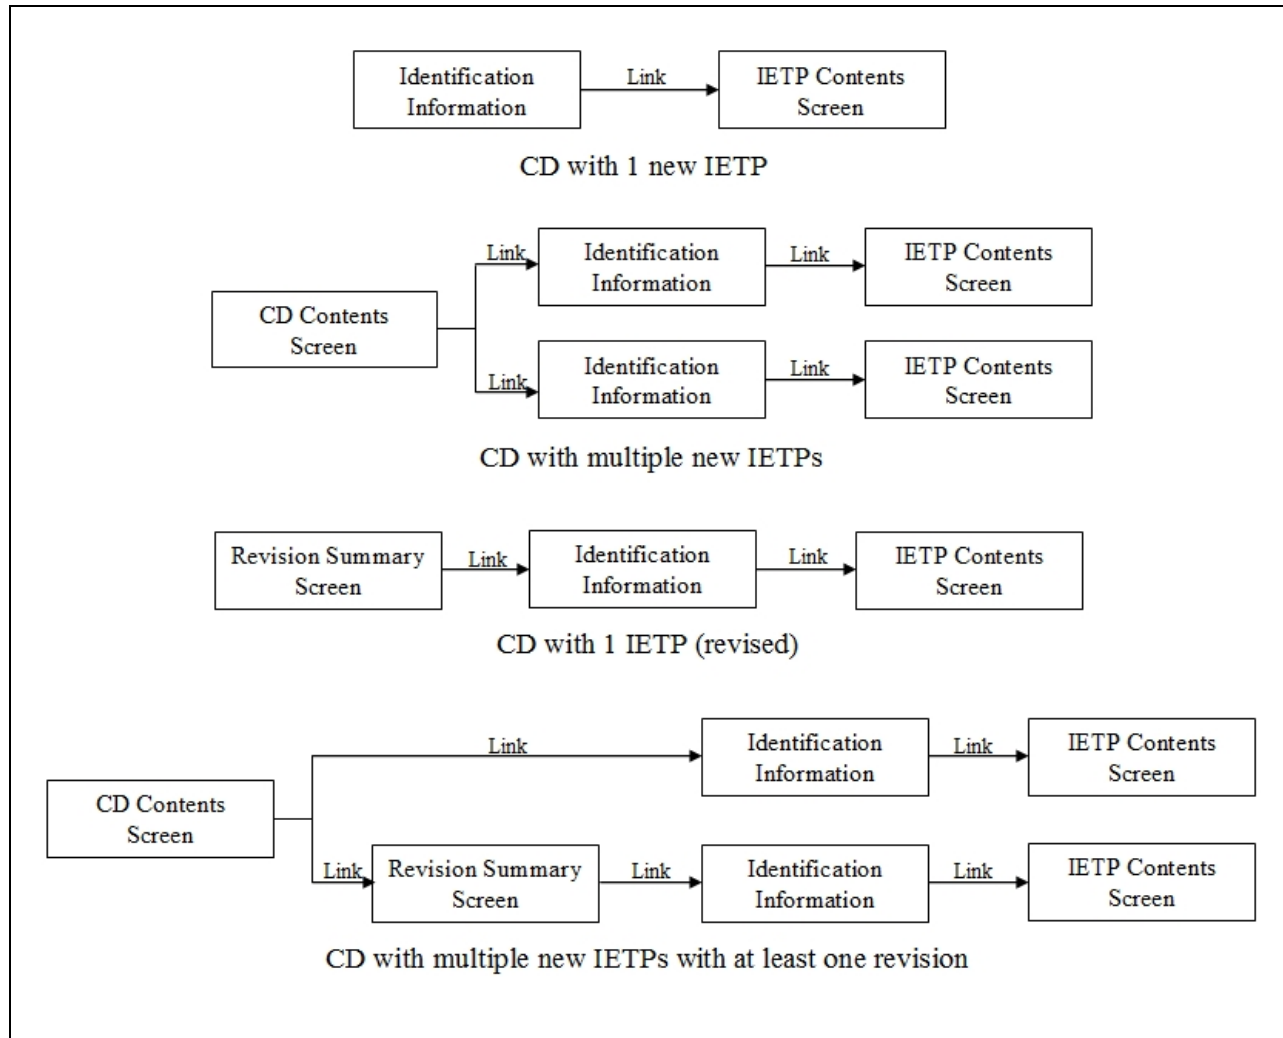 Identification
Information
Link
IETP Contents
Screen
CD with 1 new IETP
CD Contents
Screen
Link
Identification
Information
Link
IETP Contents
Screen
Link
Identification
Information
Link
IETP Contents
Screen
CD with multiple new IETPs
Revision Summary
Screen
Link
Identification
Information
Link
IETP Contents
Screen
CD with 1 IETP (revised)
CD Contents
Screen
Link
Identification
Information
Link
IETP Contents
Screen
Link
Revision Summary
Screen
Link
Identification
Information
Link
IETP Contents
Screen
CD with multiple new IETPs with at least one revision